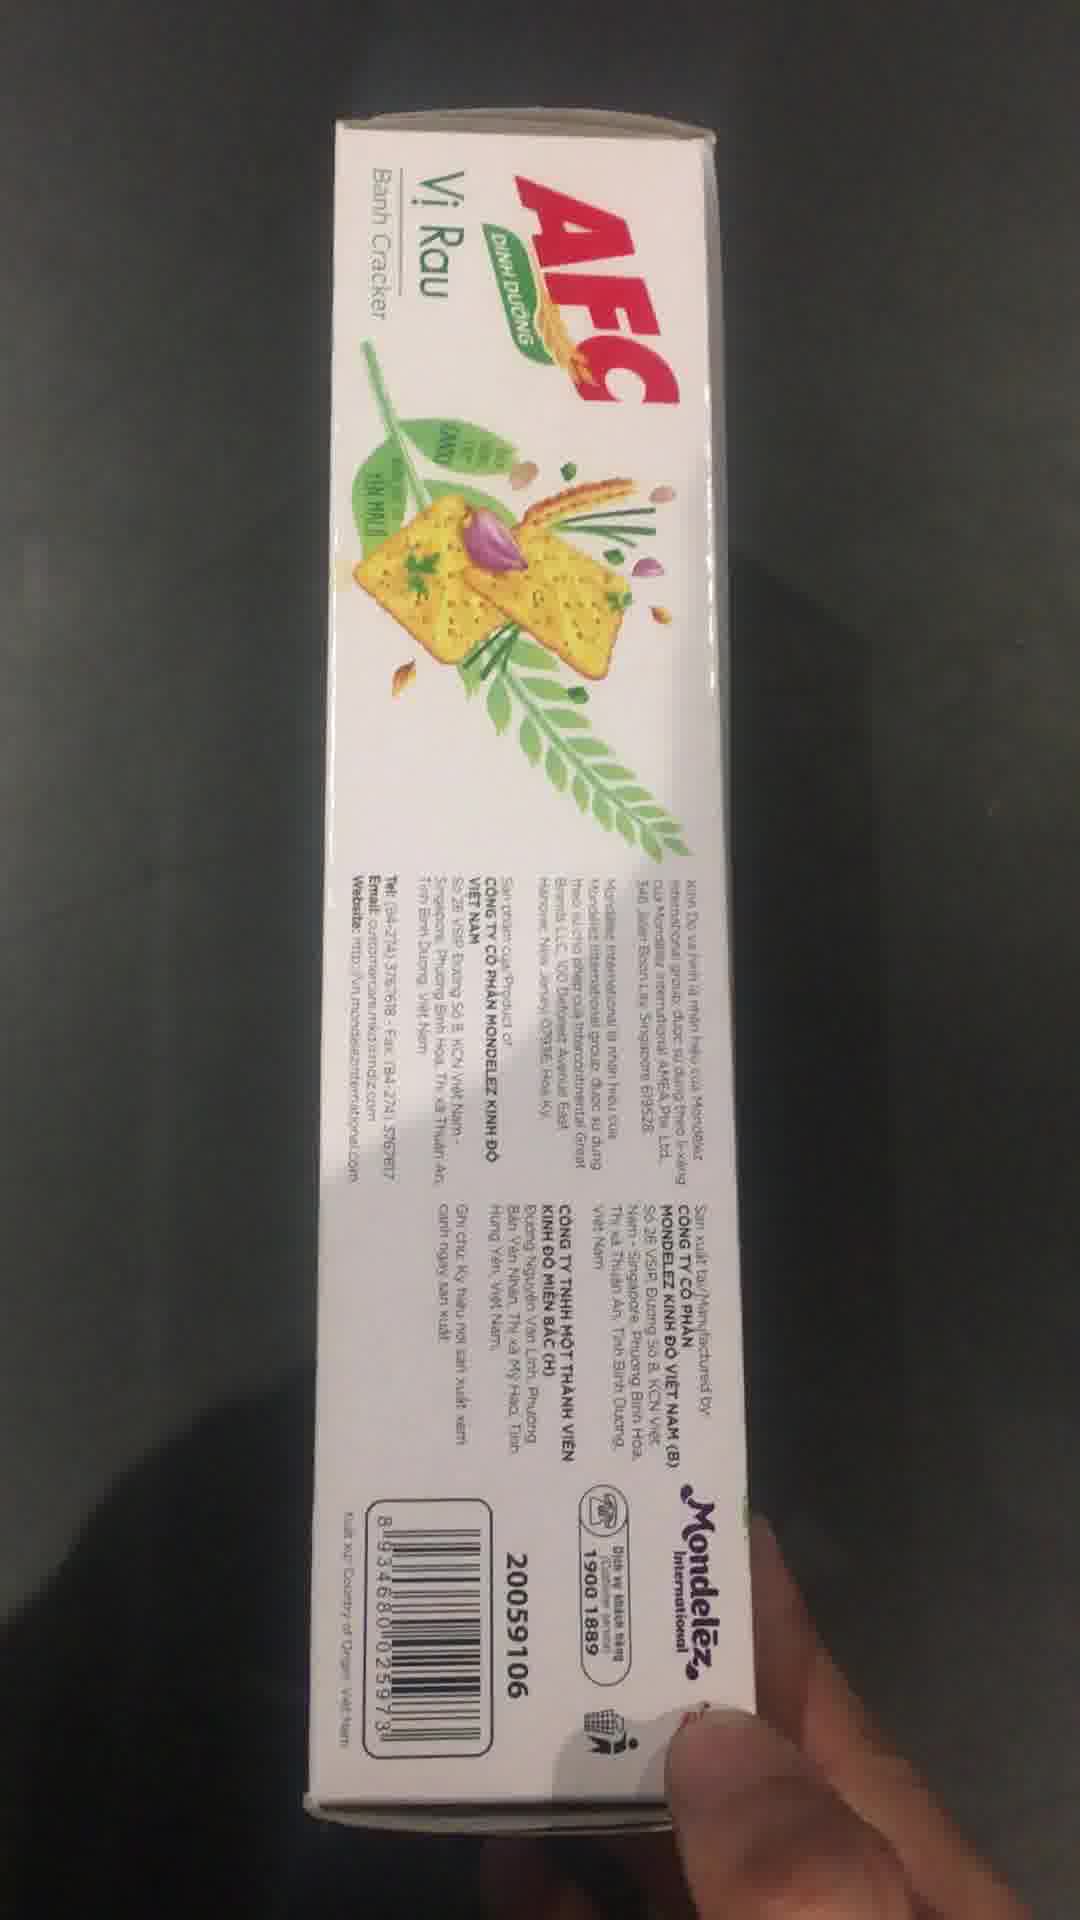 AFC
DINH DƯỠNG
Vị Rau
Bánh Cracker
Kinh Đô và hình là nhãn hiệu của Mondelez
International group, được sử dụng theo li-xăng
của Mondelez International AMEA Pte. Ltd.,
346 Jalan Boon Lay, Singapore 619528.
Mondelez International là nhãn hiệu của
Mondelez International group, được sử dụng
theo sự cho phép của Intercontinental Great
Brands LLC, 100 Deforest Avenue East
Hanover, New Jersey 07936, Hoa Kỳ.
Sản phẩm của/Product of
CÔNG TY CỔ PHẦN MONDELEZ KINH ĐÔ
VIỆT NAM
Số 26 VSIP, Đường Số 8, KCN Việt Nam -
Singapore, Phường Bình Hòa, Thị xã Thuận An,
Tỉnh Bình Dương, Việt Nam
Tel: (84-274) 3767618 - Fax: (84-274) 3767617
Email:
Website: http://vn.mondelezinternational.com
Sản xuất tại/Manufactured by:
CÔNG TY CỔ PHẦN
MONDELEZ KINH ĐÔ VIỆT NAM (B)
Số 26 VSIP, Đường Số 8, KCN Việt
Nam - Singapore, Phường Bình Hòa,
Thị xã Thuận An, Tỉnh Bình Dương,
Việt Nam
CÔNG TY TNHH MỘT THÀNH VIÊN
KINH ĐÔ MIỀN BẮC (H)
Đường Nguyễn Văn Linh, Phường
Bần Yên Nhân, Thị xã Mỹ Hào, Tỉnh
Hưng Yên, Việt Nam.
Ghi chú: Ký hiệu nơi sản xuất xem
cạnh ngày sản xuất
Mondelēz
International
Dịch vụ khách hàng
(Customer service)
1900 1889
20059106
8 934680 025973
Xuất xứ/ Country of Origin: Việt Nam